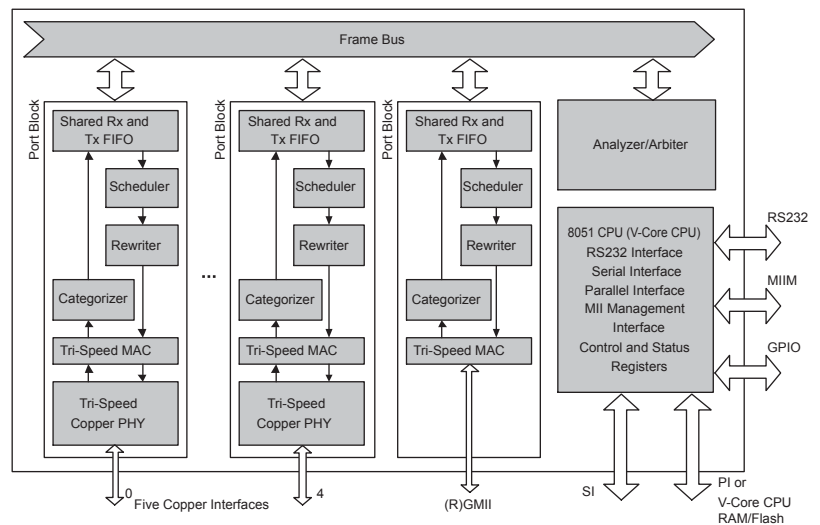 Frame Bus
Port Block
Shared Rx and
Tx FIFO
Scheduler
Rewriter
Categorizer
Tri-Speed MAC
Tri-Speed
Copper PHY
...
Port Block
Shared Rx and
Tx FIFO
Scheduler
Rewriter
Categorizer
Tri-Speed MAC
Tri-Speed
Copper PHY
Port Block
Shared Rx and
Tx FIFO
Scheduler
Rewriter
Categorizer
Tri-Speed MAC
Analyzer/Arbiter
8051 CPU (V-Core CPU)
RS232 Interface
Serial Interface
Parallel Interface
MII Management
Interface
Control and Status
Registers
RS232
MIIM
GPIO
0
Five Copper Interfaces
4
(R)GMII
SI
PI or
V-Core CPU
RAM/Flash